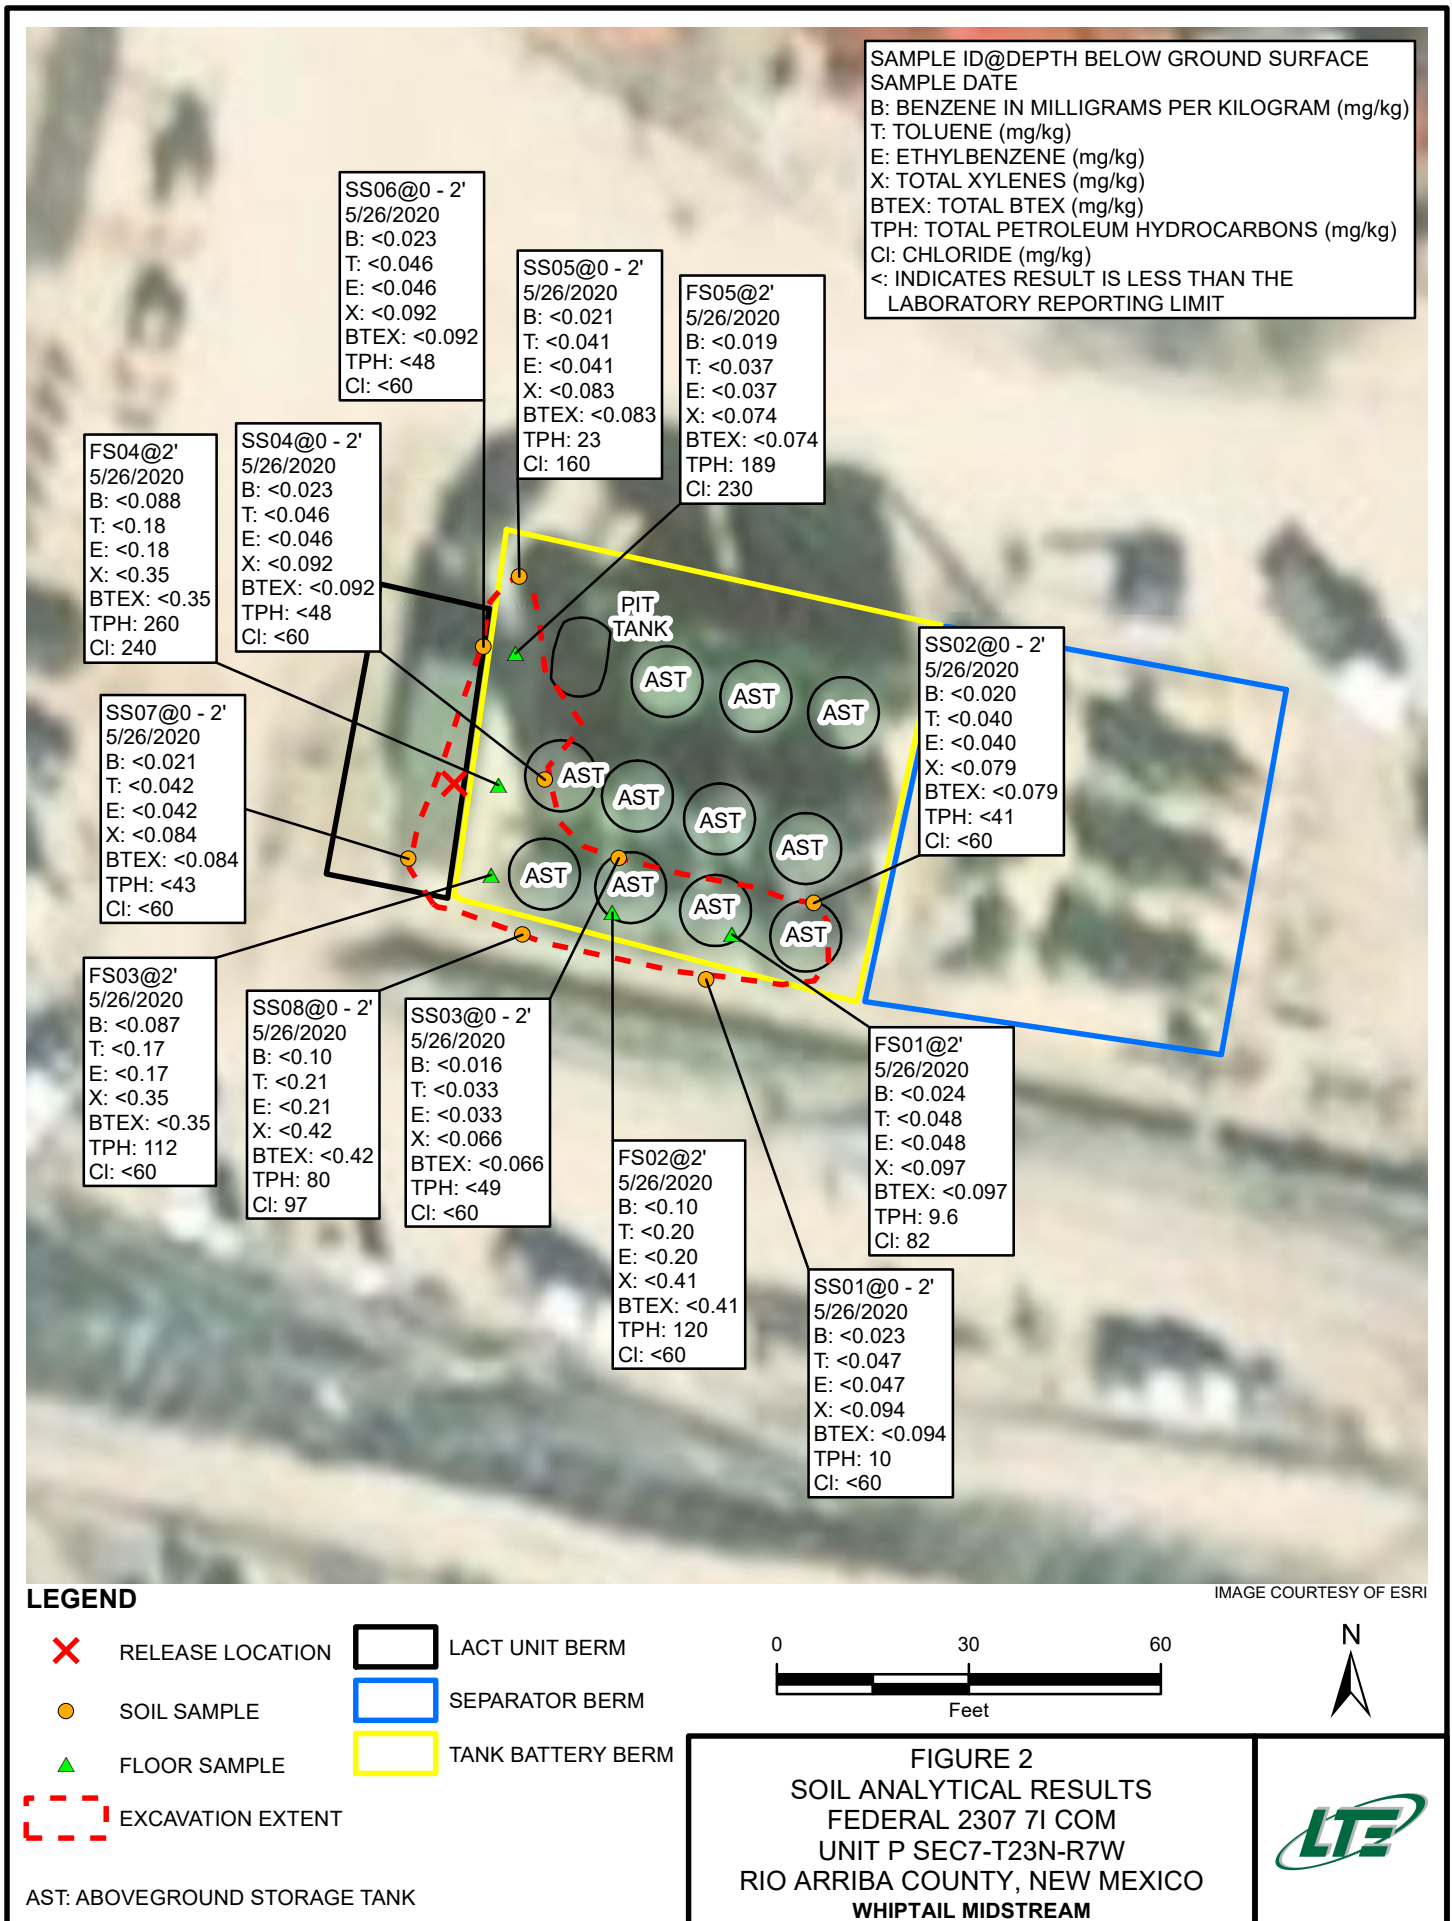 SAMPLE ID@DEPTH BELOW GROUND SURFACE
SAMPLE DATE
B: BENZENE IN MILLIGRAMS PER KILOGRAM (mg/kg)
T: TOLUENE (mg/kg)
E: ETHYLBENZENE (mg/kg)
X: TOTAL XYLENES (mg/kg)
BTEX: TOTAL BTEX (mg/kg)
TPH: TOTAL PETROLEUM HYDROCARBONS (mg/kg)
Cl: CHLORIDE (mg/kg)
<: INDICATES RESULT IS LESS THAN THE
LABORATORY REPORTING LIMIT
SS06@0 - 2'
5/26/2020
B: <0.023
T: <0.046
E: <0.046
X: <0.092
BTEX: <0.092
TPH: <48
Cl: <60
SS05@0 - 2'
5/26/2020
B: <0.021
T: <0.041
E: <0.041
X: <0.083
BTEX: <0.083
TPH: 23
Cl: 160
FS05@2'
5/26/2020
B: <0.019
T: <0.037
E: <0.037
X: <0.074
BTEX: <0.074
TPH: 189
Cl: 230
FS04@2'
5/26/2020
B: <0.088
T: <0.18
E: <0.18
X: <0.35
BTEX: <0.35
TPH: 260
Cl: 240
SS04@0 - 2'
5/26/2020
B: <0.023
T: <0.046
E: <0.046
X: <0.092
BTEX: <0.092
TPH: <48
Cl: <60
PIT
TANK
AST
AST
AST
SS02@0 - 2'
5/26/2020
B: <0.020
T: <0.040
E: <0.040
X: <0.079
BTEX: <0.079
TPH: <41
Cl: <60
SS07@0 - 2'
5/26/2020
B: <0.021
T: <0.042
E: <0.042
X: <0.084
BTEX: <0.084
TPH: <43
Cl: <60
AST
AST
AST
AST
AST
AST
AST
AST
FS03@2'
5/26/2020
B: <0.087
T: <0.17
E: <0.17
X: <0.35
BTEX: <0.35
TPH: 112
Cl: <60
SS08@0 - 2'
5/26/2020
B: <0.10
T: <0.21
E: <0.21
X: <0.42
BTEX: <0.42
TPH: 80
Cl: 97
SS03@0 - 2'
5/26/2020
B: <0.016
T: <0.033
E: <0.033
X: <0.066
BTEX: <0.066
TPH: <49
Cl: <60
FS02@2'
5/26/2020
B: <0.10
T: <0.20
E: <0.20
X: <0.41
BTEX: <0.41
TPH: 120
Cl: <60
FS01@2'
5/26/2020
B: <0.024
T: <0.048
E: <0.048
X: <0.097
BTEX: <0.097
TPH: 9.6
Cl: 82
SS01@0 - 2'
5/26/2020
B: <0.023
T: <0.047
E: <0.047
X: <0.094
BTEX: <0.094
TPH: 10
Cl: <60
IMAGE COURTESY OF ESRI
LEGEND
RELEASE LOCATION
SOIL SAMPLE
FLOOR SAMPLE
EXCAVATION EXTENT
LACT UNIT BERM
SEPARATOR BERM
TANK BATTERY BERM
AST: ABOVEGROUND STORAGE TANK
0 30 60
Feet
N
FIGURE 2
SOIL ANALYTICAL RESULTS
FEDERAL 2307 7I COM
UNIT P SEC7-T23N-R7W
RIO ARRIBA COUNTY, NEW MEXICO
WHIPTAIL MIDSTREAM
LTE